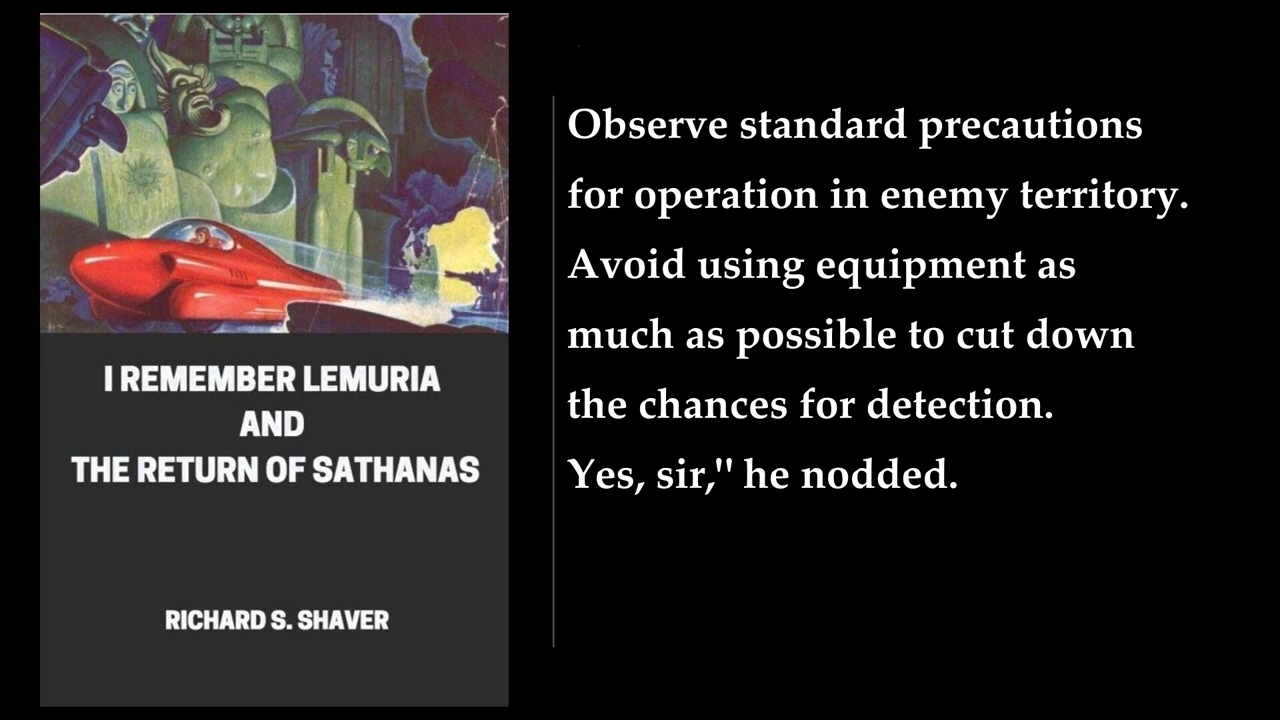 I REMEMBER LEMURIA
AND
THE RETURN OF SATHANAS
RICHARD S. SHAVER
Observe standard precautions
for operation in enemy territory.
Avoid using equipment as
much as possible to cut down
the chances for detection.
Yes, sir," he nodded.